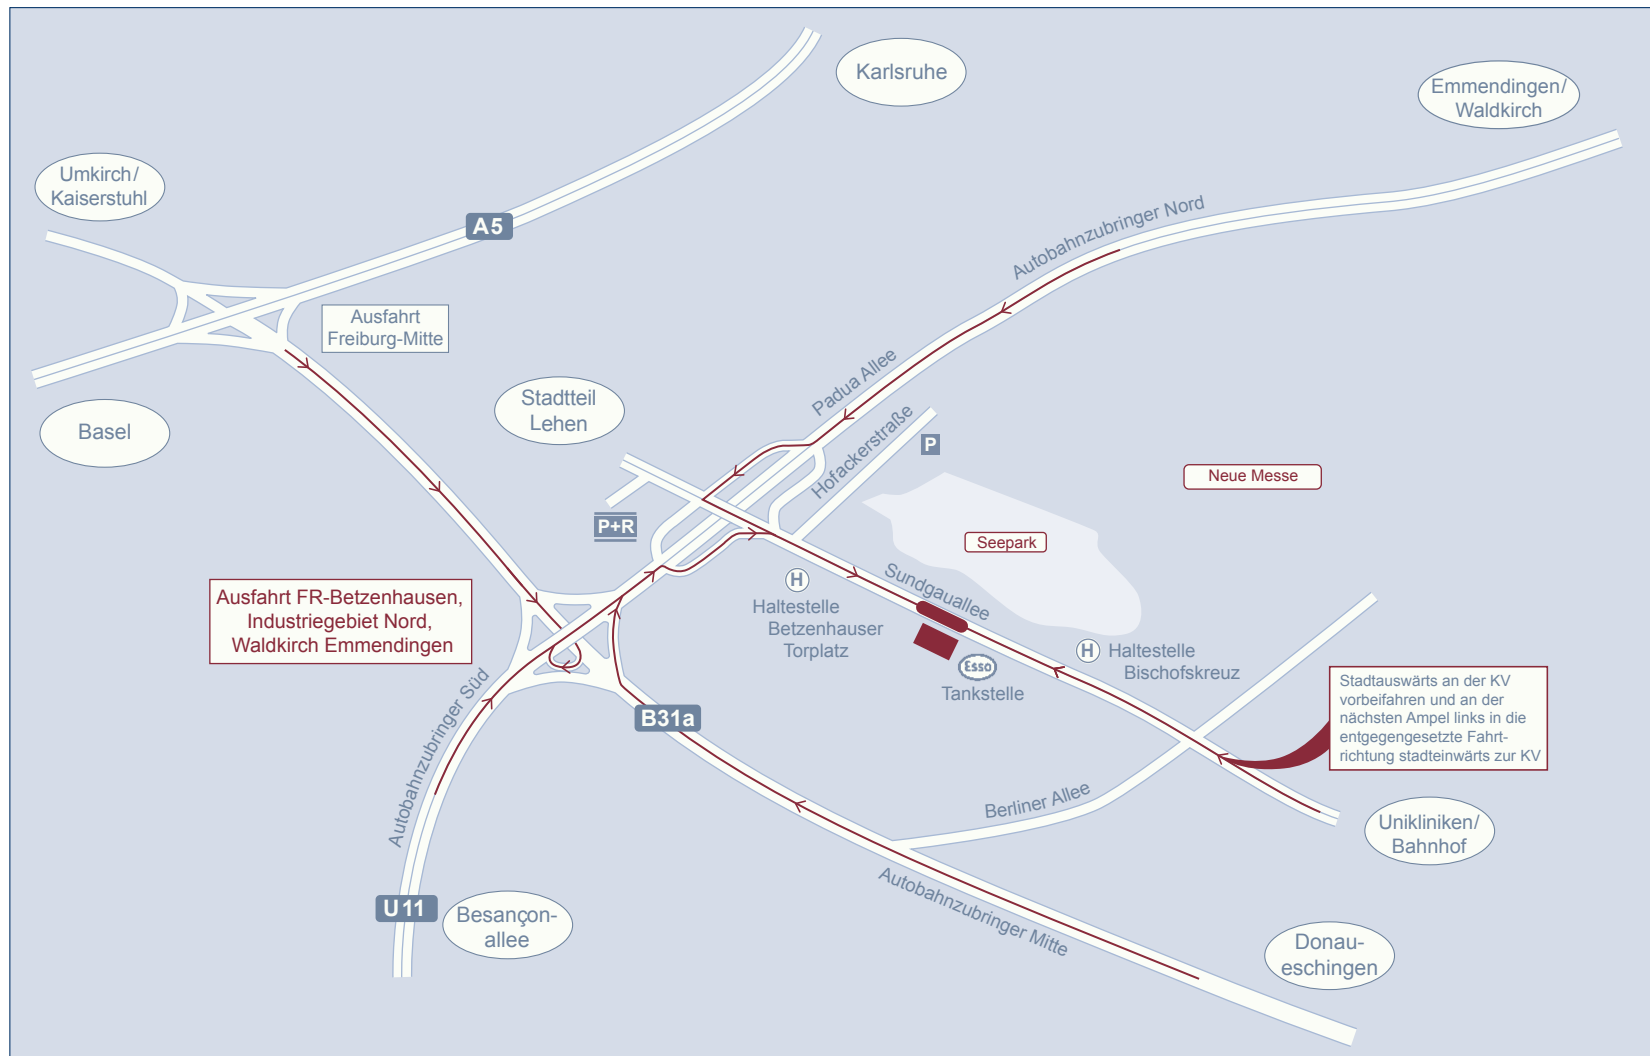 Karlsruhe
Emmendingen/
Waldkirch
Umkirch/
Kaiserstuhl
A5
Autobahnzubringer Nord
Ausfahrt
Freiburg-Mitte
Basel
Stadtteil
Lehen
Padua Allee
Hofackerstraße
P
Neue Messe
P+R
Seepark
Sundgauallee
H
Haltestelle
Betzenhauser
Torplatz
Ausfahrt FR-Betzenhausen,
Industriegebiet Nord,
Waldkirch Emmendingen
H
Haltestelle
Bischofskreuz
Esso
Tankstelle
Stadtauswärts an der KV
vorbeifahren und an der
nächsten Ampel links in die
entgegengesetzte Fahrt-
richtung stadteinwärts zur KV
Autobahnzubringer Süd
B31a
Berliner Allee
Unikliniken/
Bahnhof
Autobahnzubringer Mitte
U11
Besançon-
allee
Donau-
eschingen